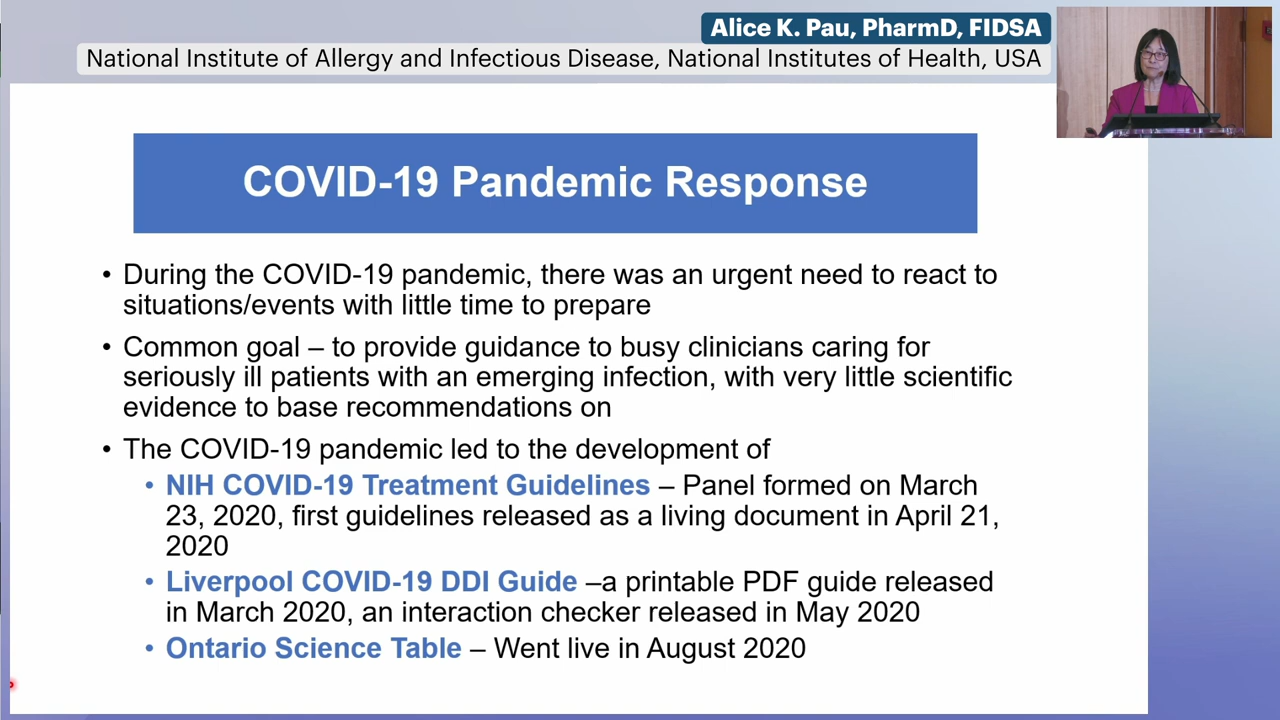 Alice K. Pau, PharmD, FIDSA
National Institute of Allergy and Infectious Disease, National Institutes of Health, USA
COVID-19 Pandemic Response
• During the COVID-19 pandemic, there was an urgent need to react to
situations/events with little time to prepare
• Common goal – to provide guidance to busy clinicians caring for
seriously ill patients with an emerging infection, with very little scientific
evidence to base recommendations on
• The COVID-19 pandemic led to the development of
• NIH COVID-19 Treatment Guidelines – Panel formed on March
23, 2020, first guidelines released as a living document in April 21,
2020
• Liverpool COVID-19 DDI Guide –a printable PDF guide released
in March 2020, an interaction checker released in May 2020
• Ontario Science Table – Went live in August 2020